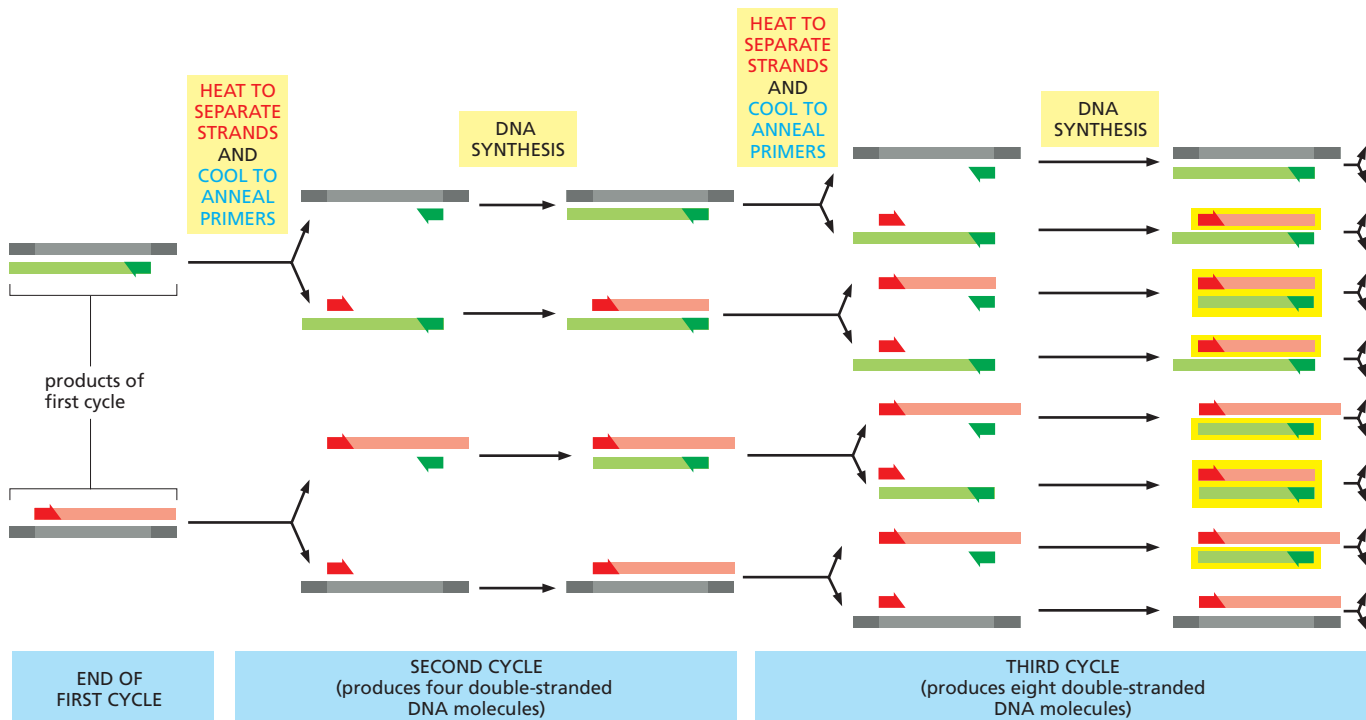 HEAT TO
SEPARATE
STRANDS
AND
COOL TO
ANNEAL
PRIMERS
DNA
SYNTHESIS
HEAT TO
SEPARATE
STRANDS
AND
COOL TO
ANNEAL
PRIMERS
DNA
SYNTHESIS
products of
first cycle
END OF
FIRST CYCLE
SECOND CYCLE
(produces four double-stranded
DNA molecules)
THIRD CYCLE
(produces eight double-stranded
DNA molecules)